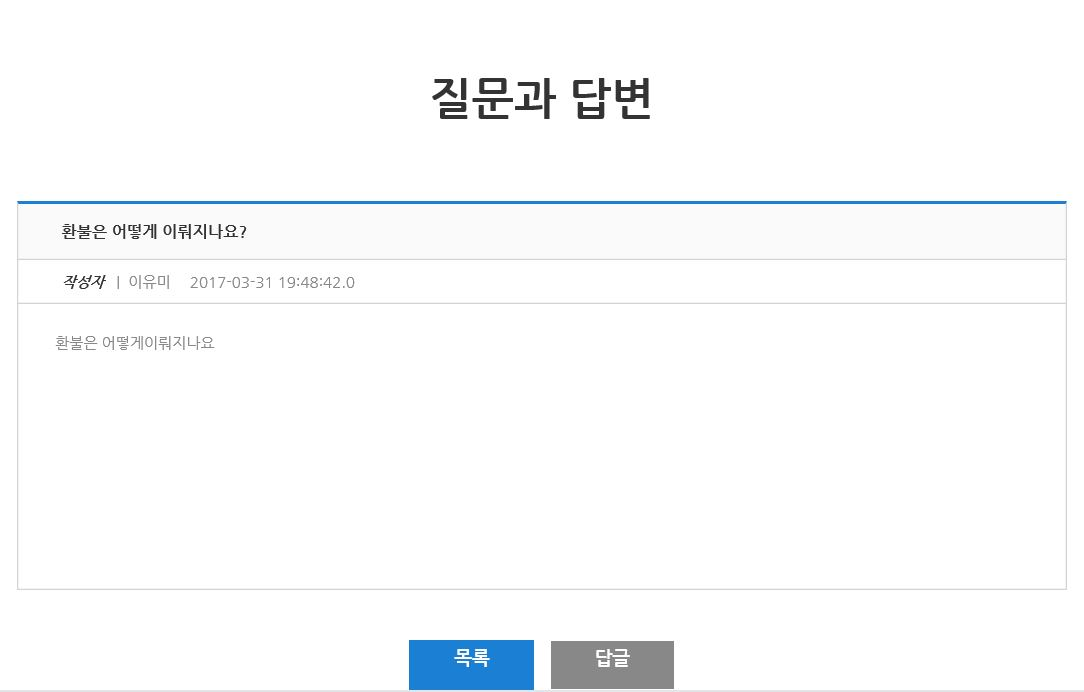 질문과 답변
환불은 어떻게 이뤄지나요?
작성자 | 이유미 2017-03-31 19:48:42.0
환불은 어떻게이뤄지나요
목록 답글